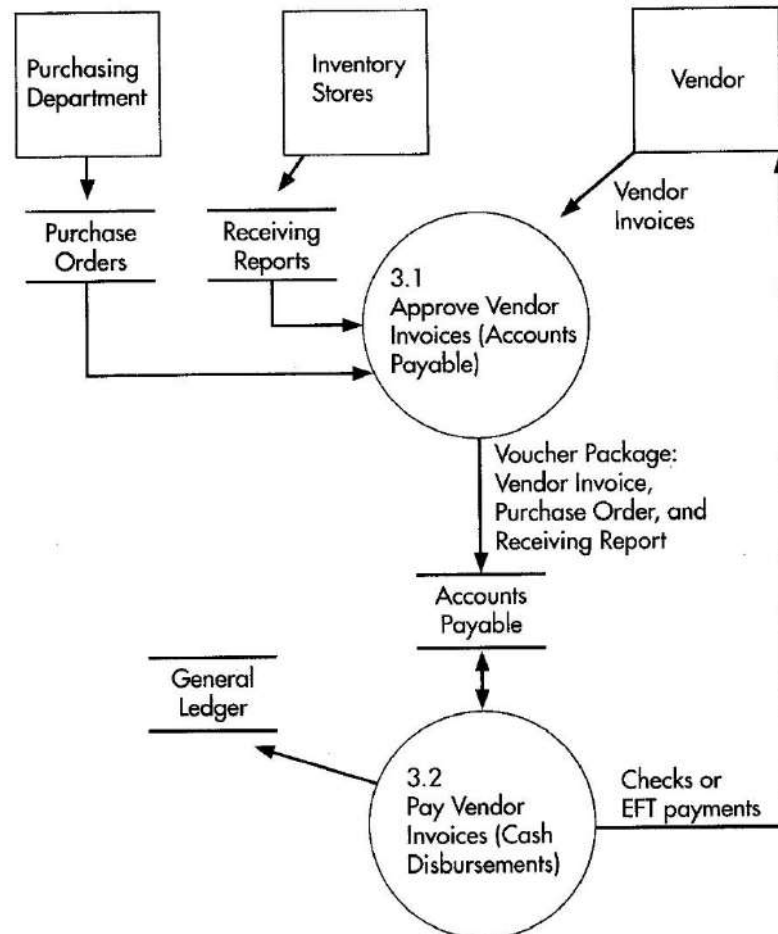 Purchasing
Department
Inventory
Stores
Vendor
Vendor
Invoices
Purchase
Orders
Receiving
Reports
3.1
Approve Vendor
Invoices (Accounts
Payable)
Voucher Package:
Vendor Invoice,
Purchase Order, and
Receiving Report
Accounts
Payable
General
Ledger
3.2
Pay Vendor
Invoices (Cash
Disbursements)
Checks or
EFT payments